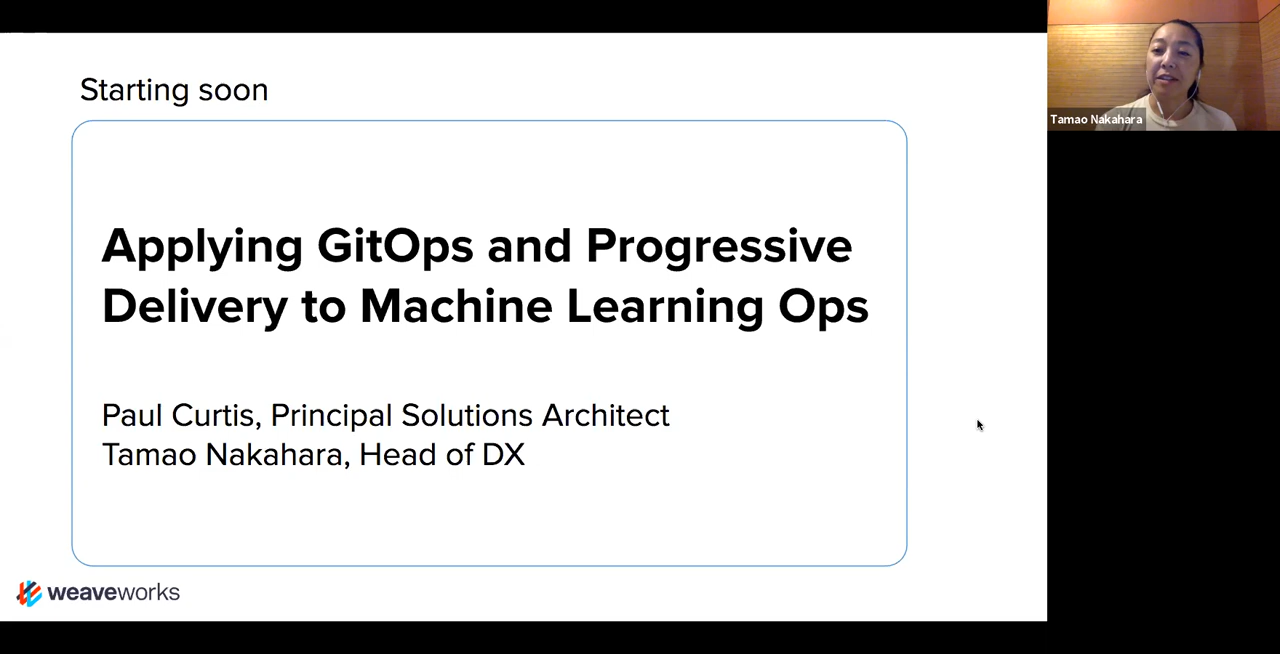 Starting soon
Applying GitOps and Progressive
Delivery to Machine Learning Ops
Paul Curtis, Principal Solutions Architect
Tamao Nakahara, Head of DX
weaveworks
Tamao Nakahara